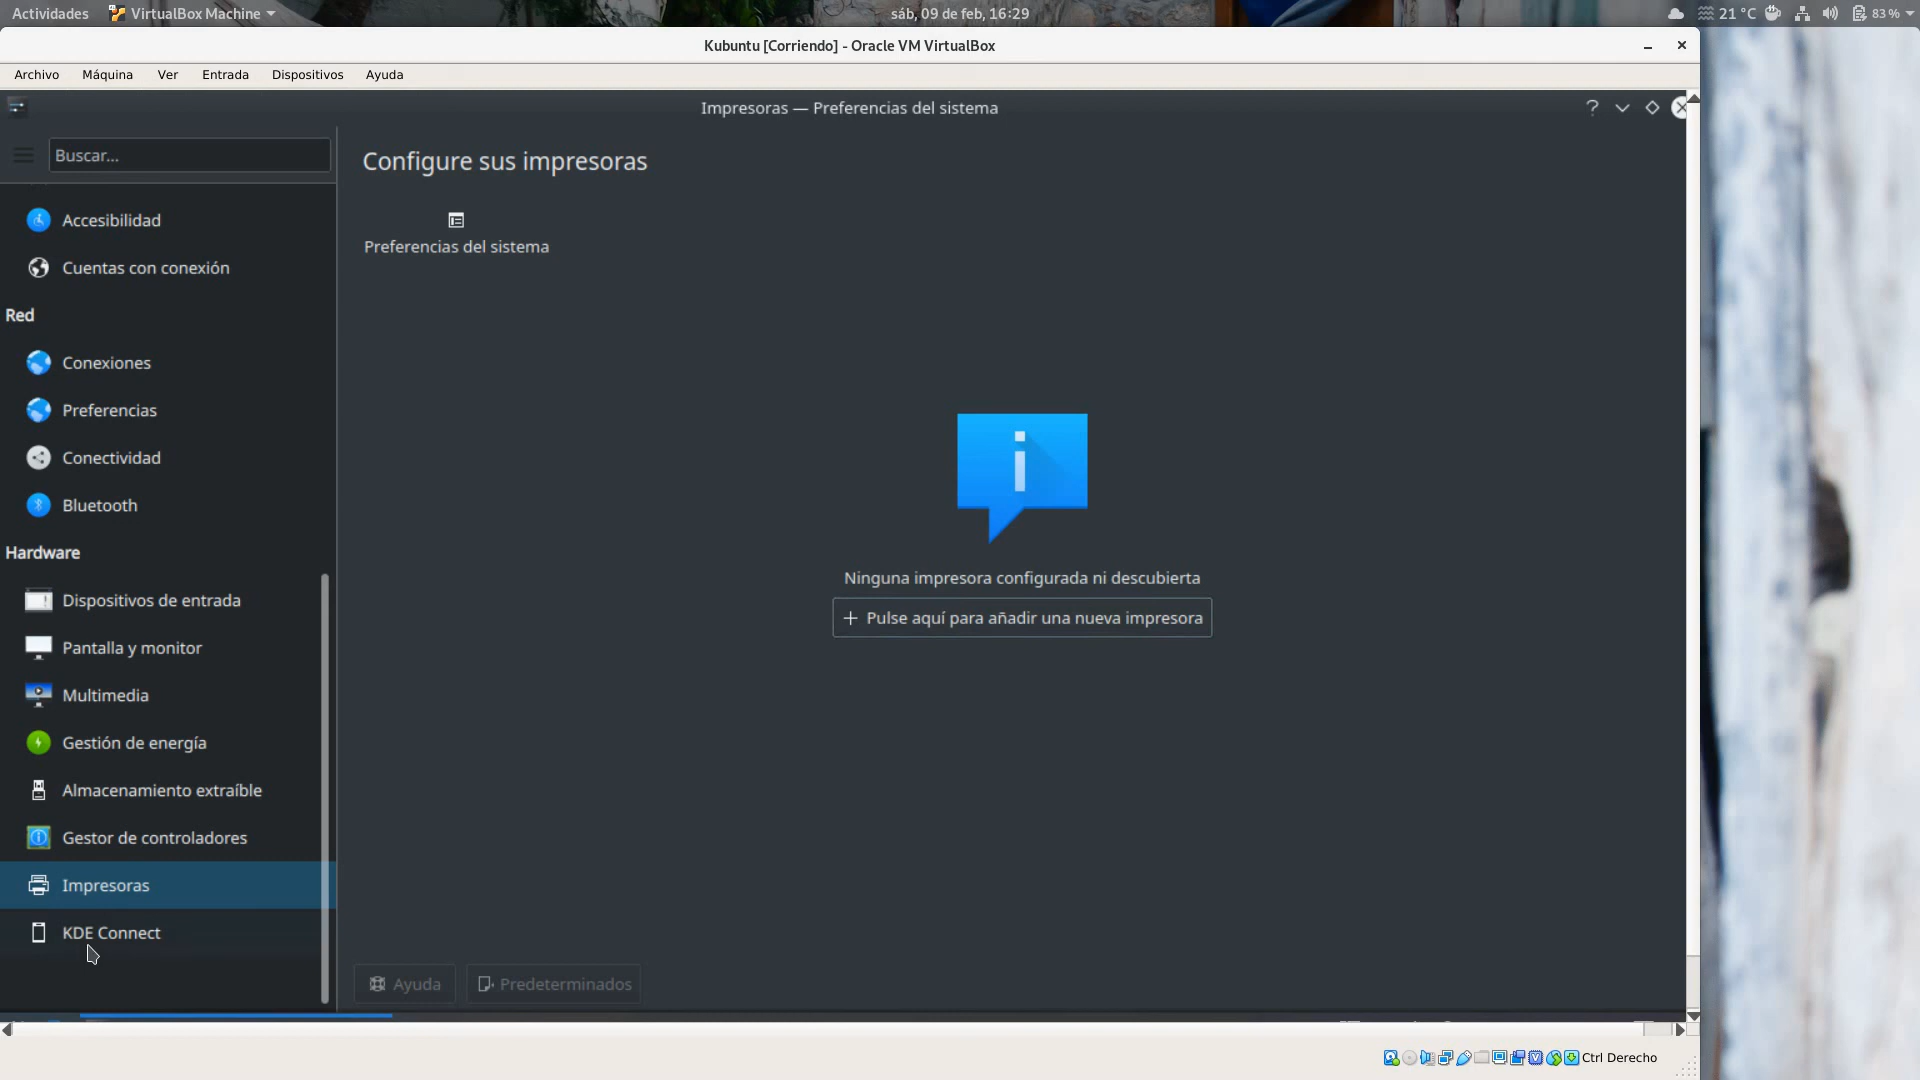 Actividades
VirtualBox Machine
sáb, 09 de feb, 16:29
21 °C
83 %
Kubuntu [Corriendo] - Oracle VM VirtualBox
Archivo
Máquina
Ver
Entrada
Dispositivos
Ayuda
Impresoras — Preferencias del sistema
Buscar...
Accesibilidad
Cuentas con conexión
Red
Conexiones
Preferencias
Conectividad
Bluetooth
Hardware
Dispositivos de entrada
Pantalla y monitor
Multimedia
Gestión de energía
Almacenamiento extraíble
Gestor de controladores
Impresoras
KDE Connect
Configure sus impresoras
Preferencias del sistema
Ninguna impresora configurada ni descubierta
Pulse aquí para añadir una nueva impresora
Ayuda
Predeterminados
Ctrl Derecho